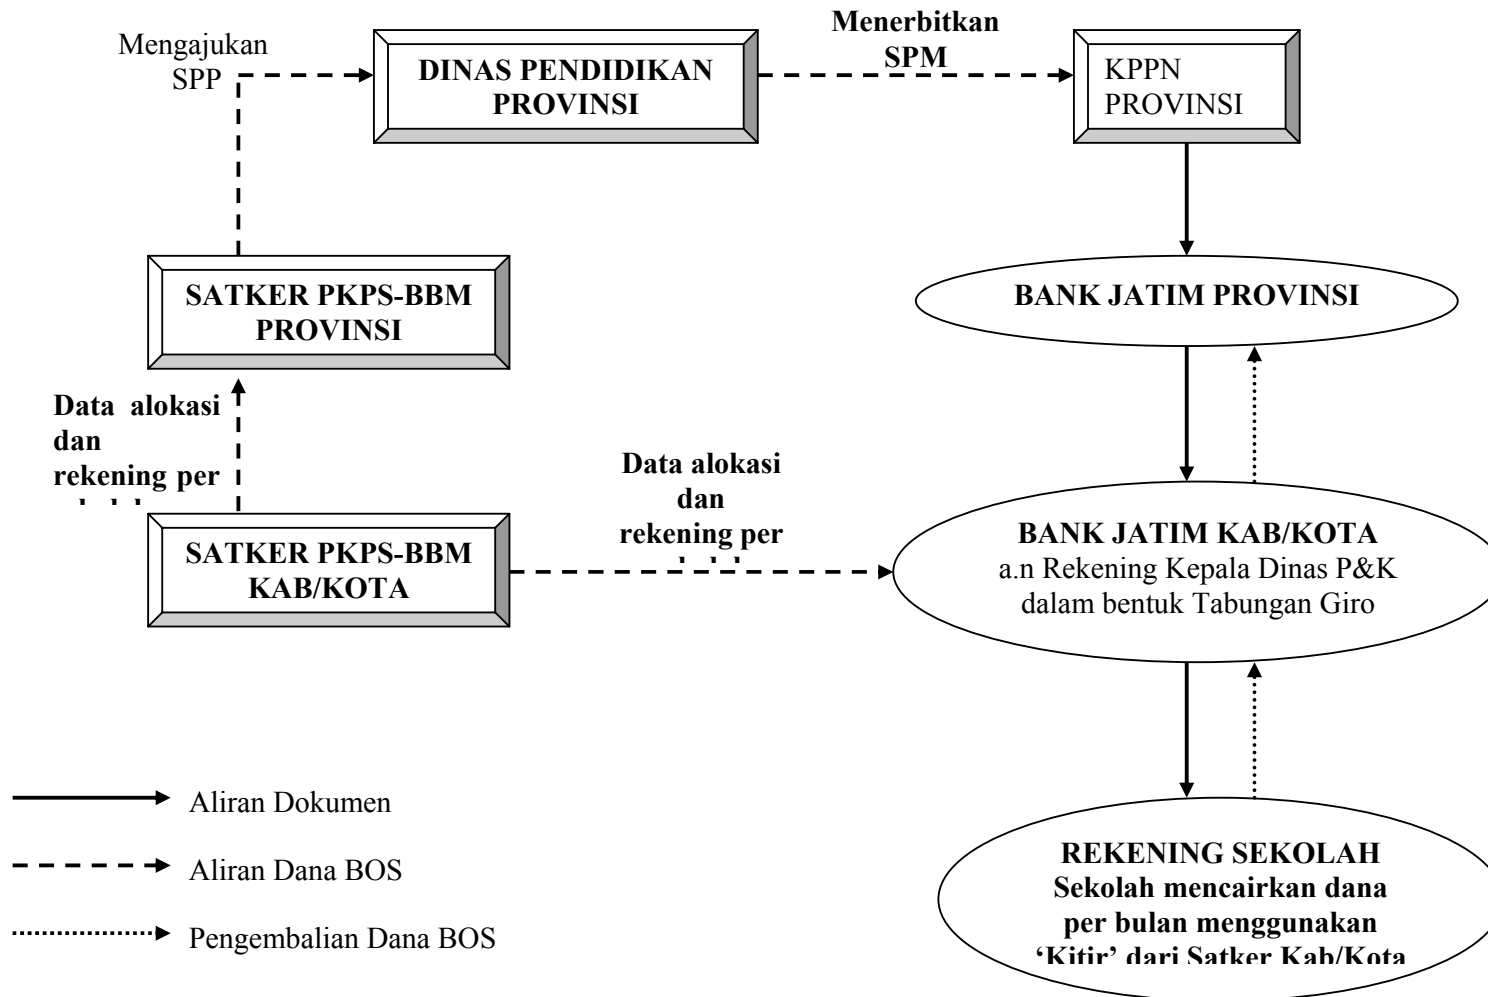 Mengajukan
SPP
DINAS PENDIDIKAN
PROVINSI
Menerbitkan
SPM
KPPN
PROVINSI
SATKER PKPS-BBM
PROVINSI
BANK JATIM PROVINSI
Data alokasi
dan
rekening per
Data alokasi
dan
rekening per
SATKER PKPS-BBM
KAB/KOTA
BANK JATIM KAB/KOTA
a.n Rekening Kepala Dinas P&K
dalam bentuk Tabungan Giro
Aliran Dokumen
Aliran Dana BOS
Pengembalian Dana BOS
REKENING SEKOLAH
Sekolah mencairkan dana
per bulan menggunakan
‘Kitir’ dari Satker Kab/Kota